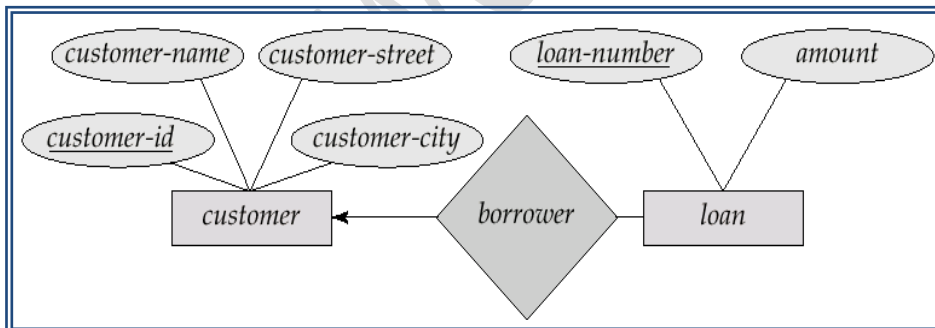 customer-name customer-street loan-number amount
customer-id customer-city
customer borrower loan